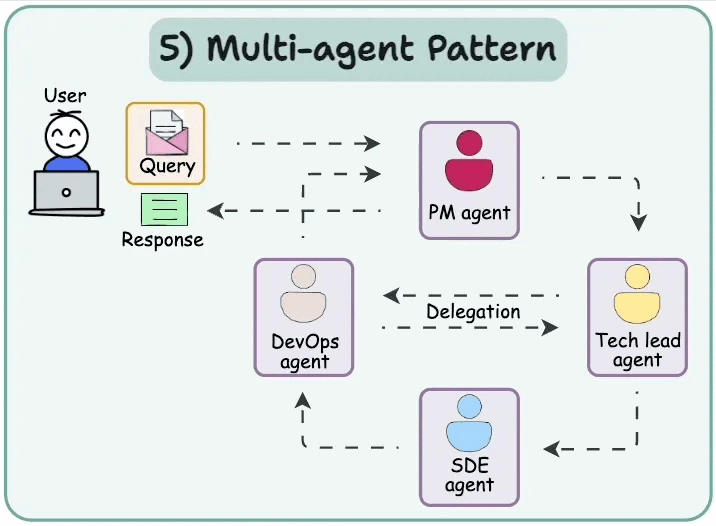 5) Multi-agent Pattern
User
Query
Response
PM agent
DevOps
agent
Delegation
Tech lead
agent
SDE
agent